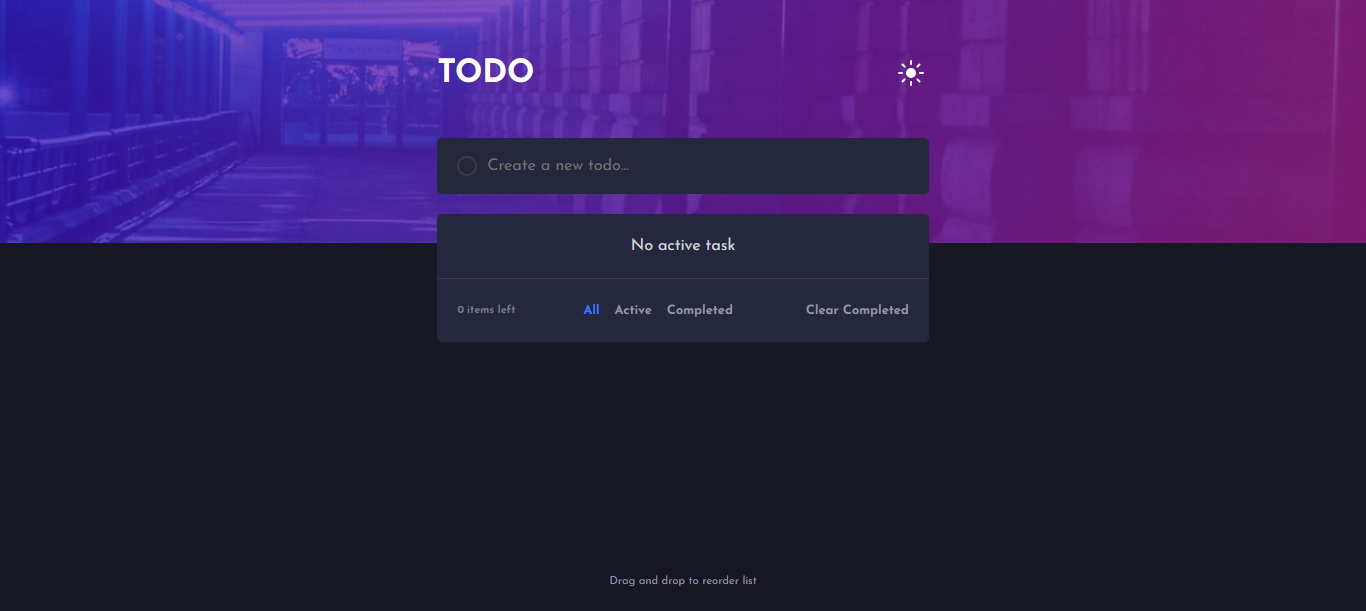 TODO
Create a new todo...
No active task
0 items left All Active Completed Clear Completed
Drag and drop to reorder list